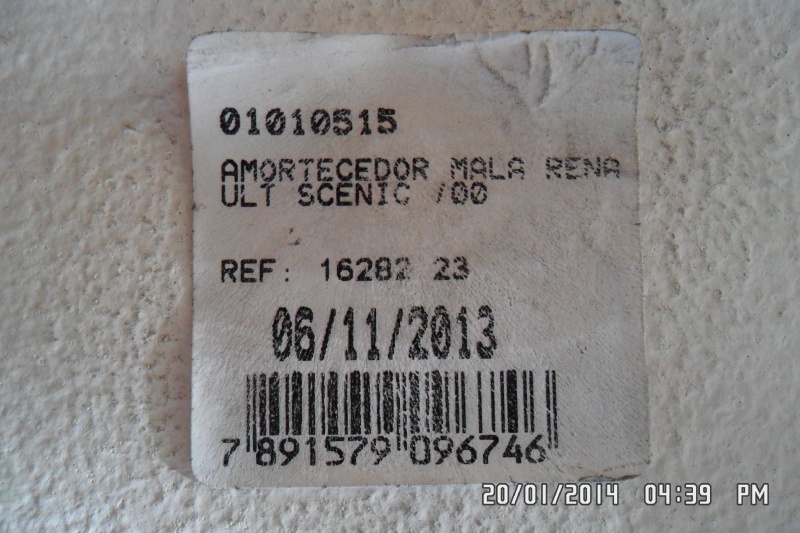 01010515
AMORTECEDOR MALA RENA
ULT SCENIC /00
REF: 16282 23
06/11/2013
7 891579 096746
20/01/2014 04:39 PM